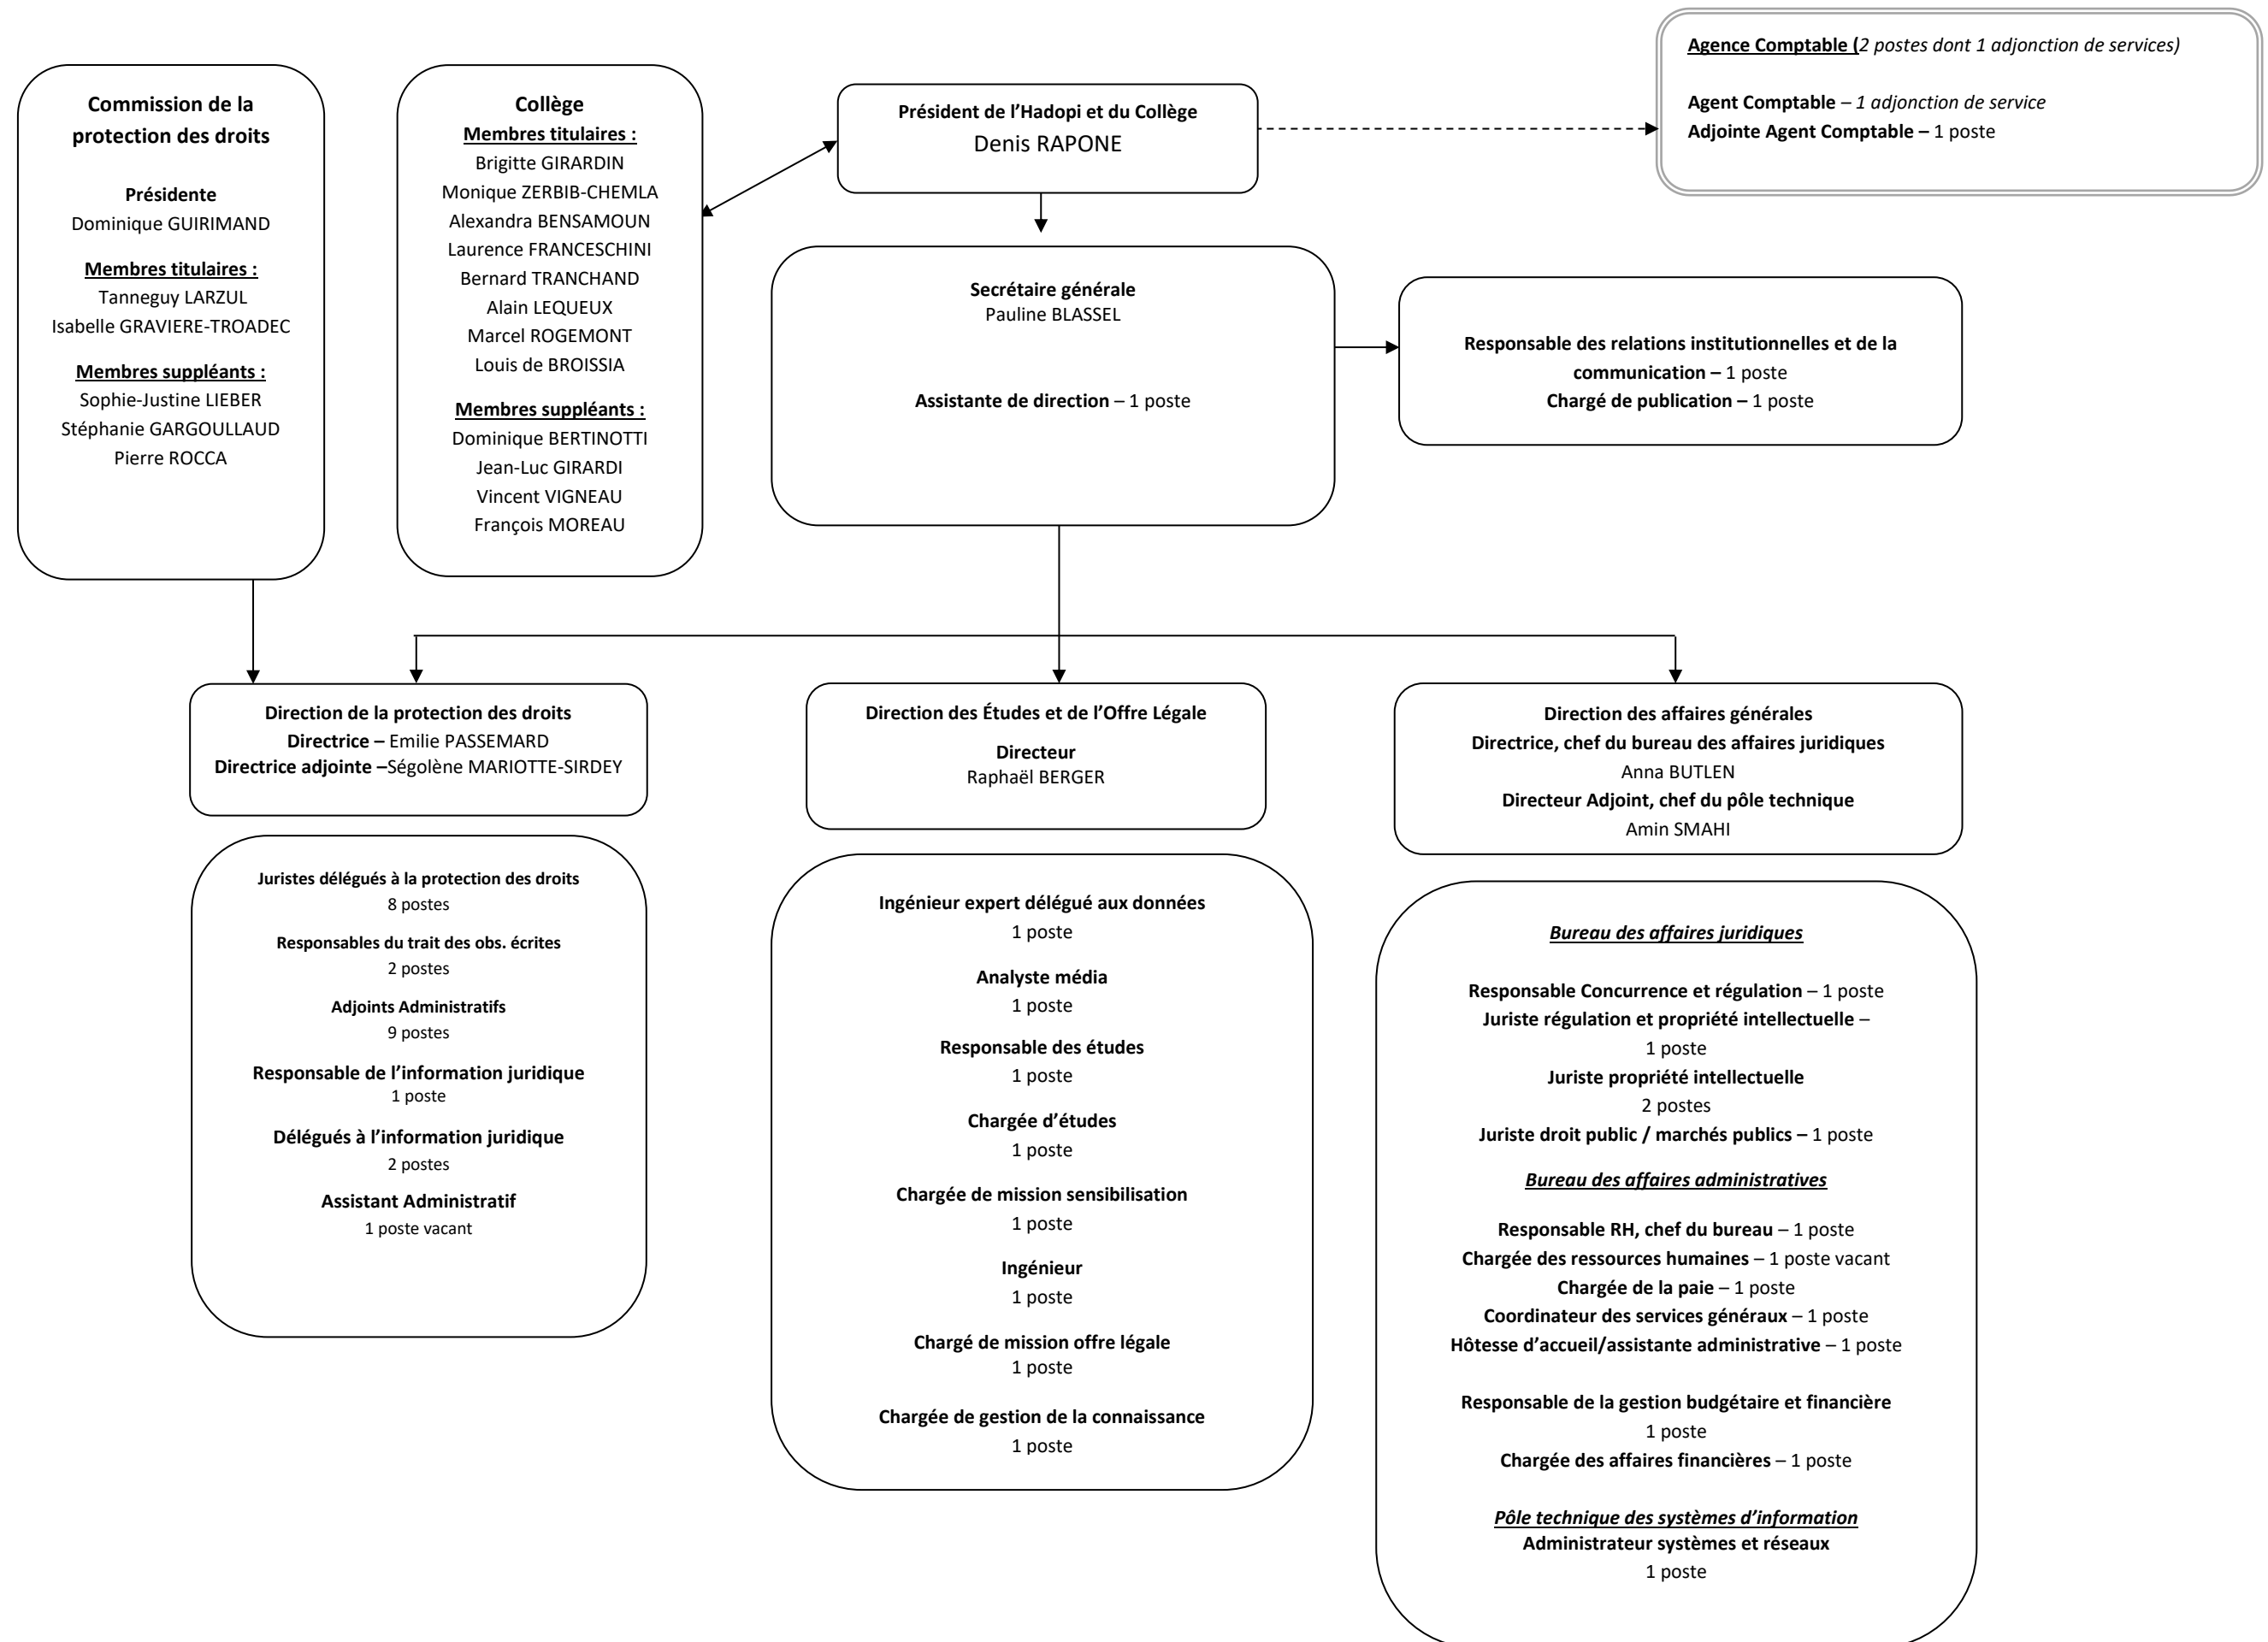 Commission de la
protection des droits
Présidente
Dominique GUIRIMAND
Membres titulaires :
Tanneguy LARZUL
Isabelle GRAVIERE-TROADEC
Membres suppléants :
Sophie-Justine LIEBER
Stéphanie GARGOULLAUD
Pierre ROCCA
Collège
Membres titulaires :
Brigitte GIRARDIN
Monique ZERBIB-CHEMLA
Alexandra BENSAMOUN
Laurence FRANCESCHINI
Bernard TRANCHAND
Alain LEQUEUX
Marcel ROGEMONT
Louis de BROISSIA
Membres suppléants :
Dominique BERTINOTTI
Jean-Luc GIRARDI
Vincent VIGNEAU
François MOREAU
Président de l’Hadopi et du Collège
Denis RAPONE
Agence Comptable (2 postes dont 1 adjonction de services)
Agent Comptable – 1 adjonction de service
Adjointe Agent Comptable – 1 poste
Secrétaire générale
Pauline BLASSEL
Assistante de direction – 1 poste
Responsable des relations institutionnelles et de la
communication – 1 poste
Chargé de publication – 1 poste
Direction de la protection des droits
Directrice – Emilie PASSEMARD
Directrice adjointe –Ségolène MARIOTTE-SIRDEY
Juristes délégués à la protection des droits
8 postes
Responsables du trait des obs. écrites
2 postes
Adjoints Administratifs
9 postes
Responsable de l’information juridique
1 poste
Délégués à l’information juridique
2 postes
Assistant Administratif
1 poste vacant
Direction des Études et de l’Offre Légale
Directeur
Raphaël BERGER
Ingénieur expert délégué aux données
1 poste
Analyste média
1 poste
Responsable des études
1 poste
Chargée d’études
1 poste
Chargée de mission sensibilisation
1 poste
Ingénieur
1 poste
Chargé de mission offre légale
1 poste
Chargée de gestion de la connaissance
1 poste
Direction des affaires générales
Directrice, chef du bureau des affaires juridiques
Anna BUTLEN
Directeur Adjoint, chef du pôle technique
Amin SMAHI
Bureau des affaires juridiques
Responsable Concurrence et régulation – 1 poste
Juriste régulation et propriété intellectuelle –
1 poste
Juriste propriété intellectuelle
2 postes
Juriste droit public / marchés publics – 1 poste
Bureau des affaires administratives
Responsable RH, chef du bureau – 1 poste
Chargée des ressources humaines – 1 poste vacant
Chargée de la paie – 1 poste
Coordinateur des services généraux – 1 poste
Hôtesse d’accueil/assistante administrative – 1 poste
Responsable de la gestion budgétaire et financière
1 poste
Chargée des affaires financières – 1 poste
Pôle technique des systèmes d’information
Administrateur systèmes et réseaux
1 poste